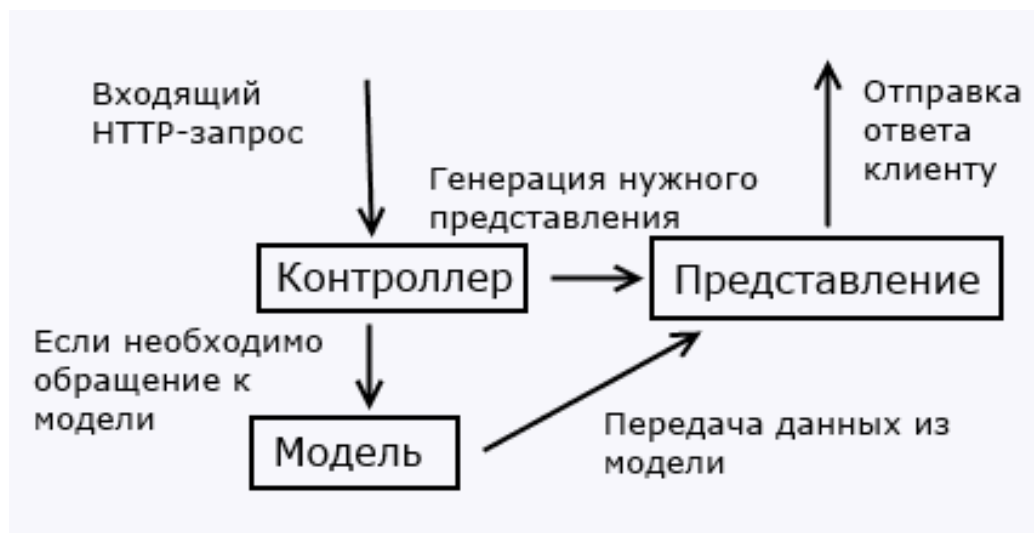 Входящий
HTTP-запрос
Отправка
ответа
клиенту
Генерация нужного
представления
Контроллер
Представление
Если необходимо
обращение к
модели
Модель
Передача данных из
модели